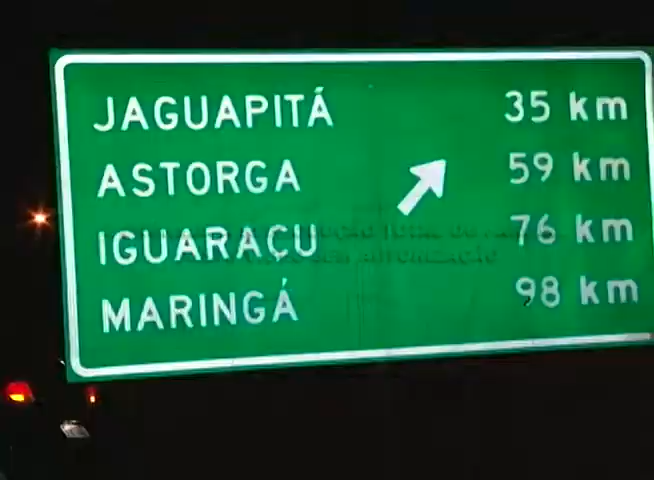 JAGUAPITÁ 35 km
ASTORGA 59 km
IGUARAÇU 76 km
MARINGÁ 98 km